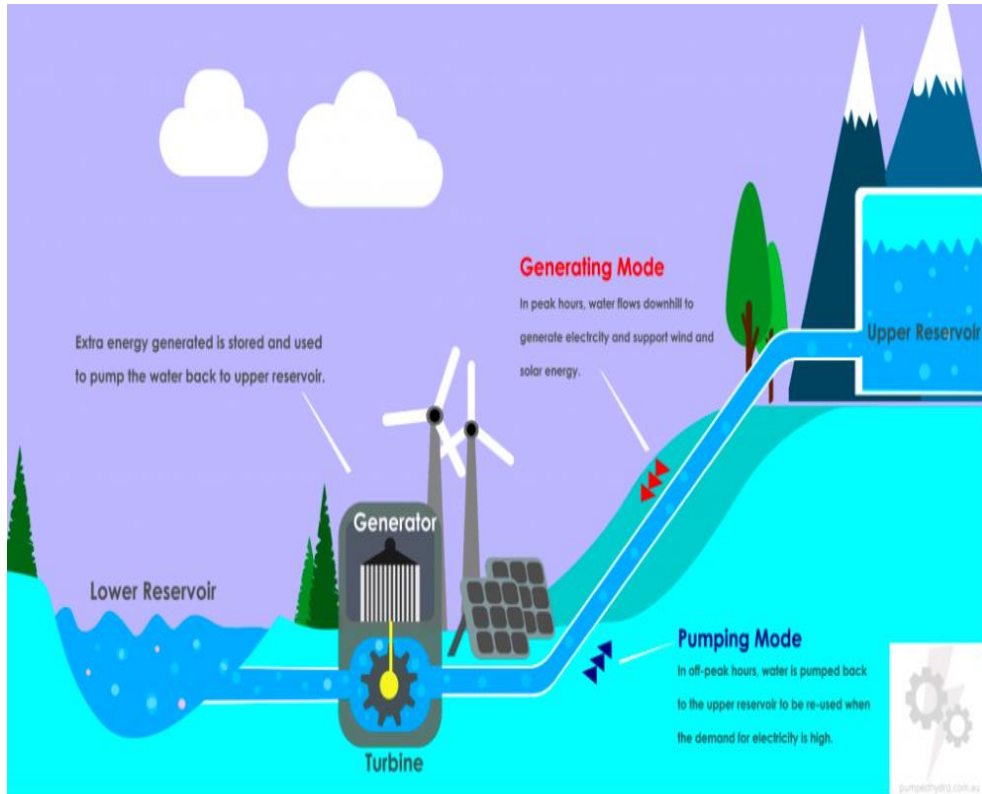 Generating Mode
In peak hours, water flows downhill to
generate electrcity and support wind and
solar energy.
Extra energy generated is stored and used
to pump the water back to upper reservoir.
Upper Reservoir
Generator
Lower Reservoir
Turbine
Pumping Mode
In off-peak hours, water is pumped back
to the upper reservoir to be re-used when
the demand for electricity is high.
pumpedhydro.com.au